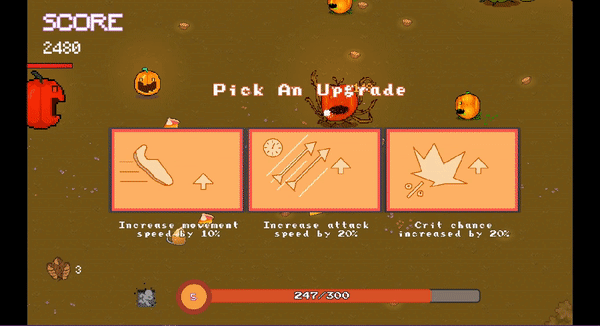 SCORE
2480
Pick An Upgrade
Increase movement
speed by 10%
Increase attack
speed by 20%
Crit chance
increased by 20%
3
5
247/300